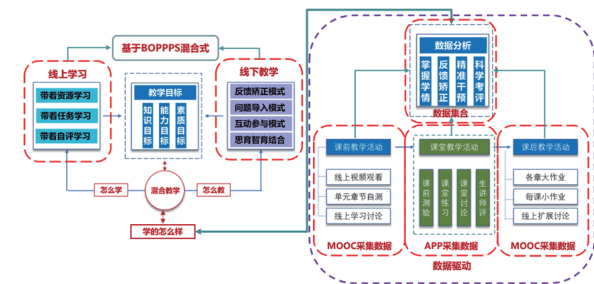 基于BOPPPS混合式
线上学习
带着资源学习
带着任务学习
带着自评学习
教学目标
知识目标
能力目标
素质目标
线下教学
反馈矫正模式
问题导入模式
互动参与模式
思育智育结合
怎么学
混合教学
怎么教
学的怎么样
数据分析
掌握学情
反馈矫正
精准干预
科学考评
数据集合
课前教学活动
线上视频观看
单元章节自测
线上学习讨论
MOOC采集数据
课堂教学活动
课前测验
课堂练习
课堂讨论
生讲师评
APP采集数据
课后教学活动
各章大作业
每课小作业
线上扩展讨论
MOOC采集数据
数据驱动